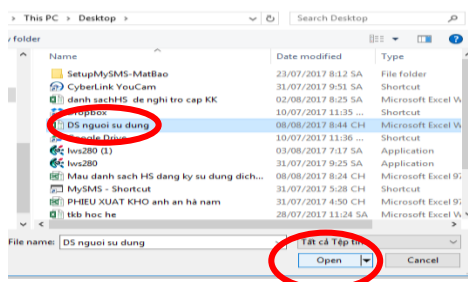 › This PC › Desktop ›
Search Desktop
folder
Name Date modified Type
SetupMySMS-MatBao 23/07/2017 8:12 SA File folder
CyberLink YouCam 31/07/2017 9:51 SA Shortcut
danh sachHS de nghi tro cap KK 02/08/2017 8:25 SA Microsoft Excel W
Dropbox 10/07/2017 11:35 ... Shortcut
DS nguoi su dung 08/08/2017 8:44 CH Microsoft Excel W
Google Drive 10/07/2017 11:36 ... Shortcut
lws280 (1) 03/08/2017 7:17 SA Application
lws280 31/07/2017 9:25 SA Application
Mau danh sach HS dang ky su dung dich... 08/08/2017 8:24 CH Microsoft Excel 97
MySMS - Shortcut 31/07/2017 5:28 CH Shortcut
PHIEU XUAT KHO anh an hà nam 31/07/2017 4:50 CH Microsoft Excel 97
tkb hoc he 28/07/2017 11:24 SA Microsoft Excel W
File name: DS nguoi su dung Tất cả Tệp tin
Open Cancel